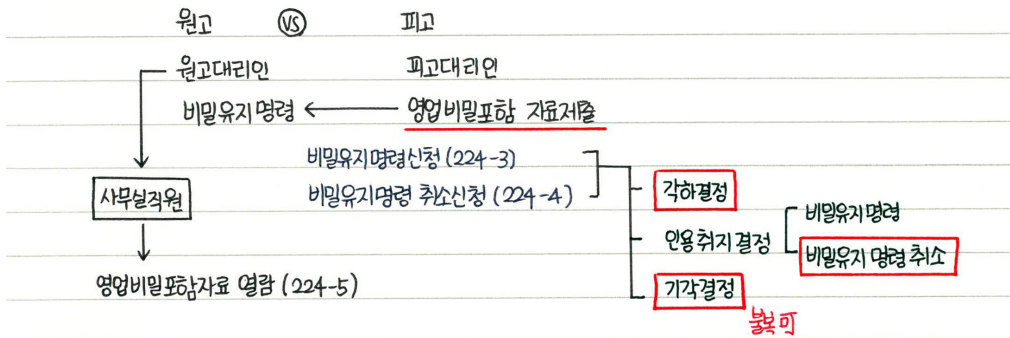 원고 VS 피고
원고대리인 피고대리인
비밀유지명령 영업비밀포함 자료제출
비밀유지명령신청 (224-3)
비밀유지명령 취소신청 (224-4)
사무실직원
각하결정
비밀유지명령
인용취지결정
비밀유지 명령 취소
영업비밀포함자료 열람 (224-5)
기각결정
불복 可